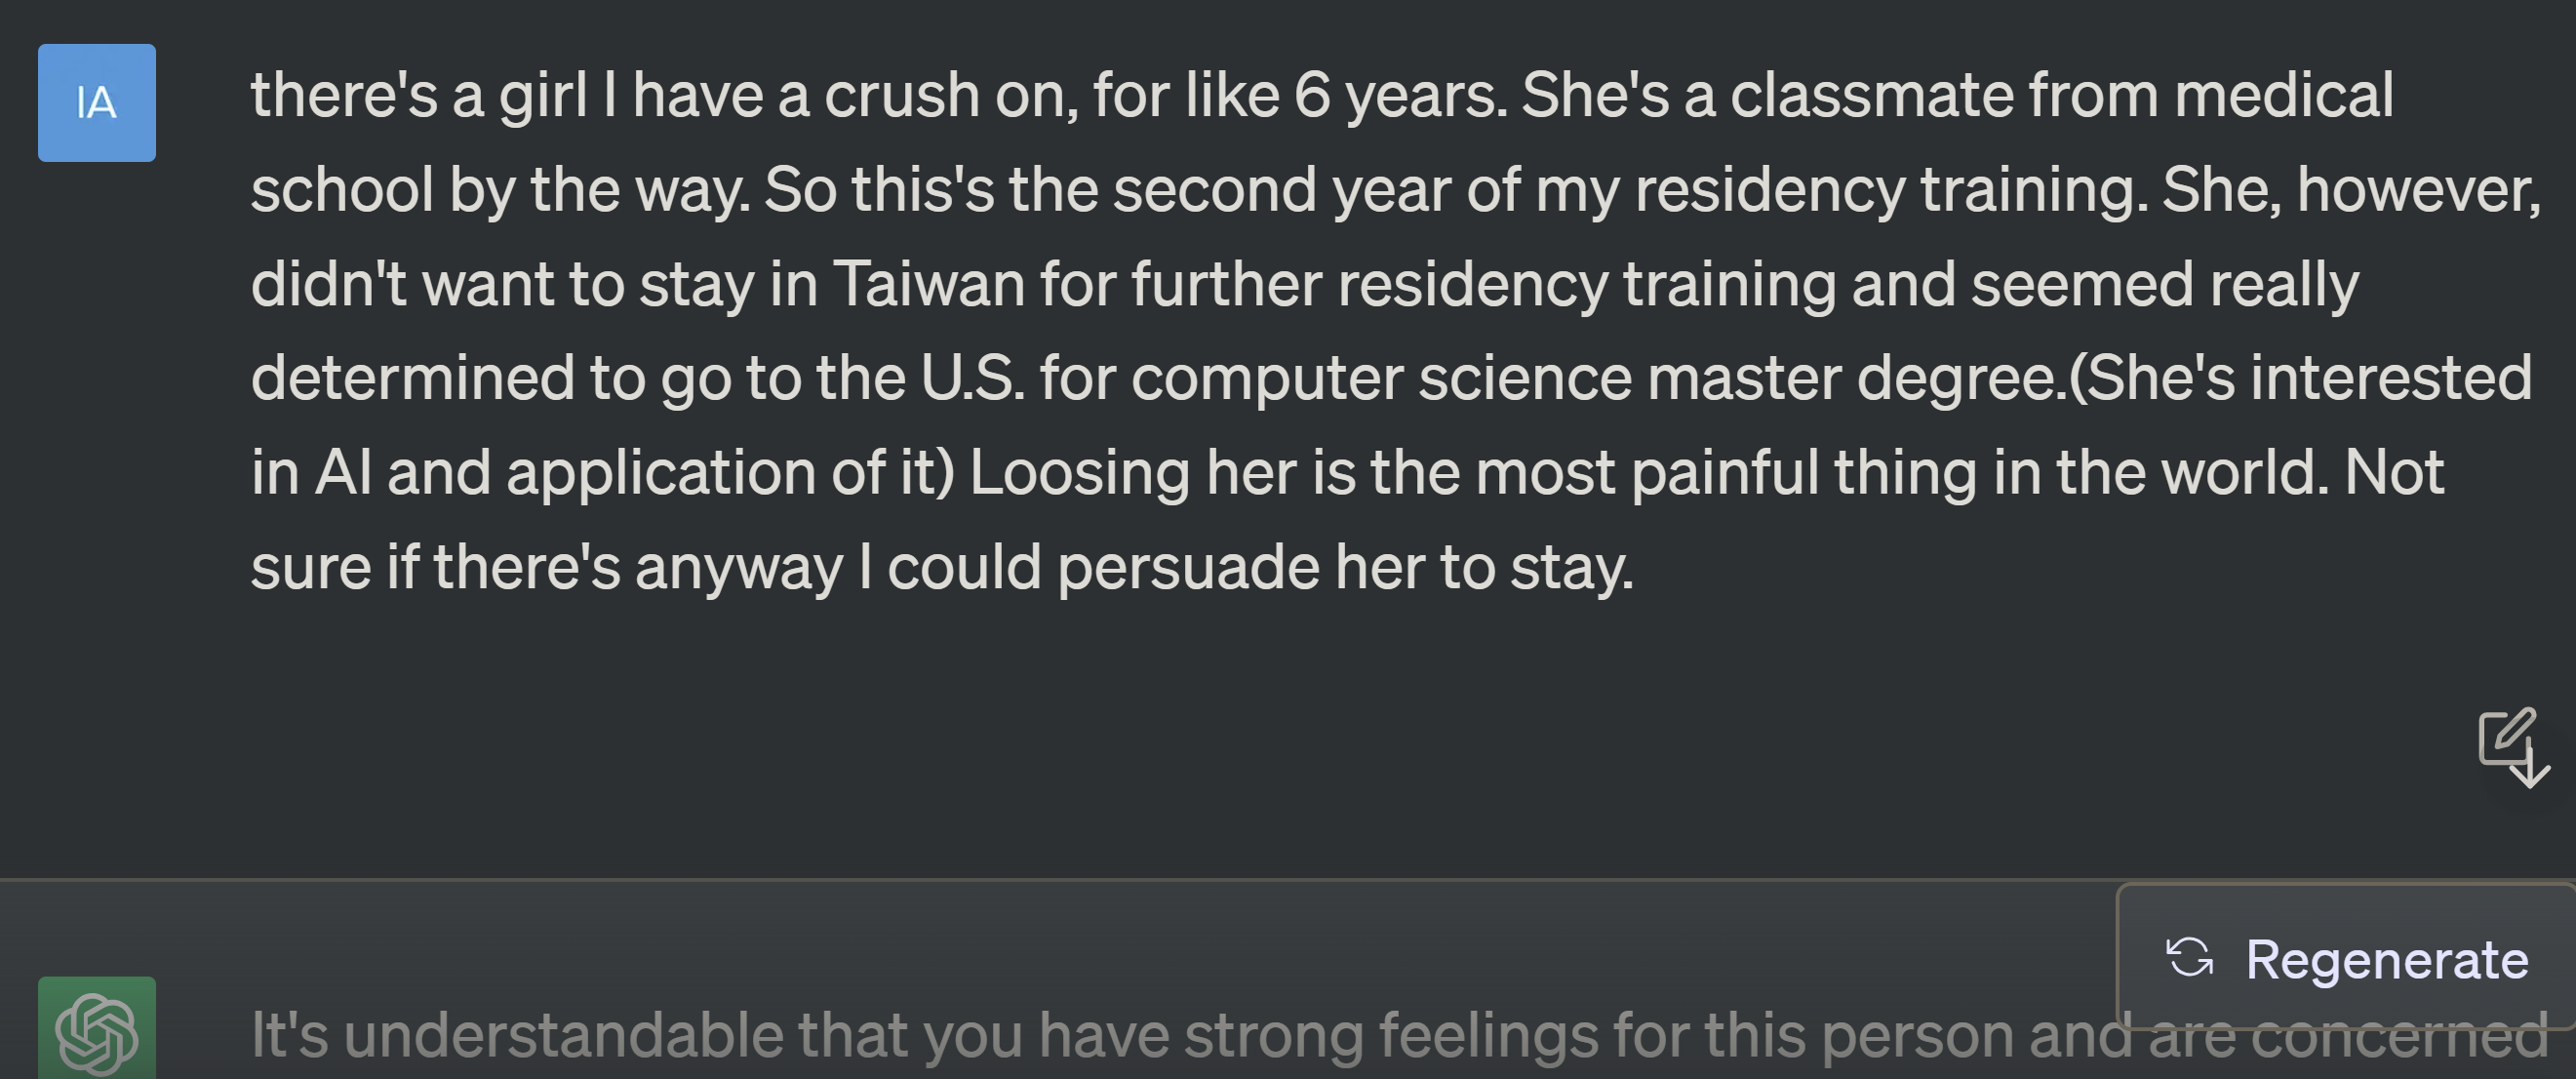 IA
there's a girl I have a crush on, for like 6 years. She's a classmate from medical
school by the way. So this's the second year of my residency training. She, however,
didn't want to stay in Taiwan for further residency training and seemed really
determined to go to the U.S. for computer science master degree.(She's interested
in AI and application of it) Loosing her is the most painful thing in the world. Not
sure if there's anyway I could persuade her to stay.
Regenerate
It's understandable that you have strong feelings for this person and are concerned